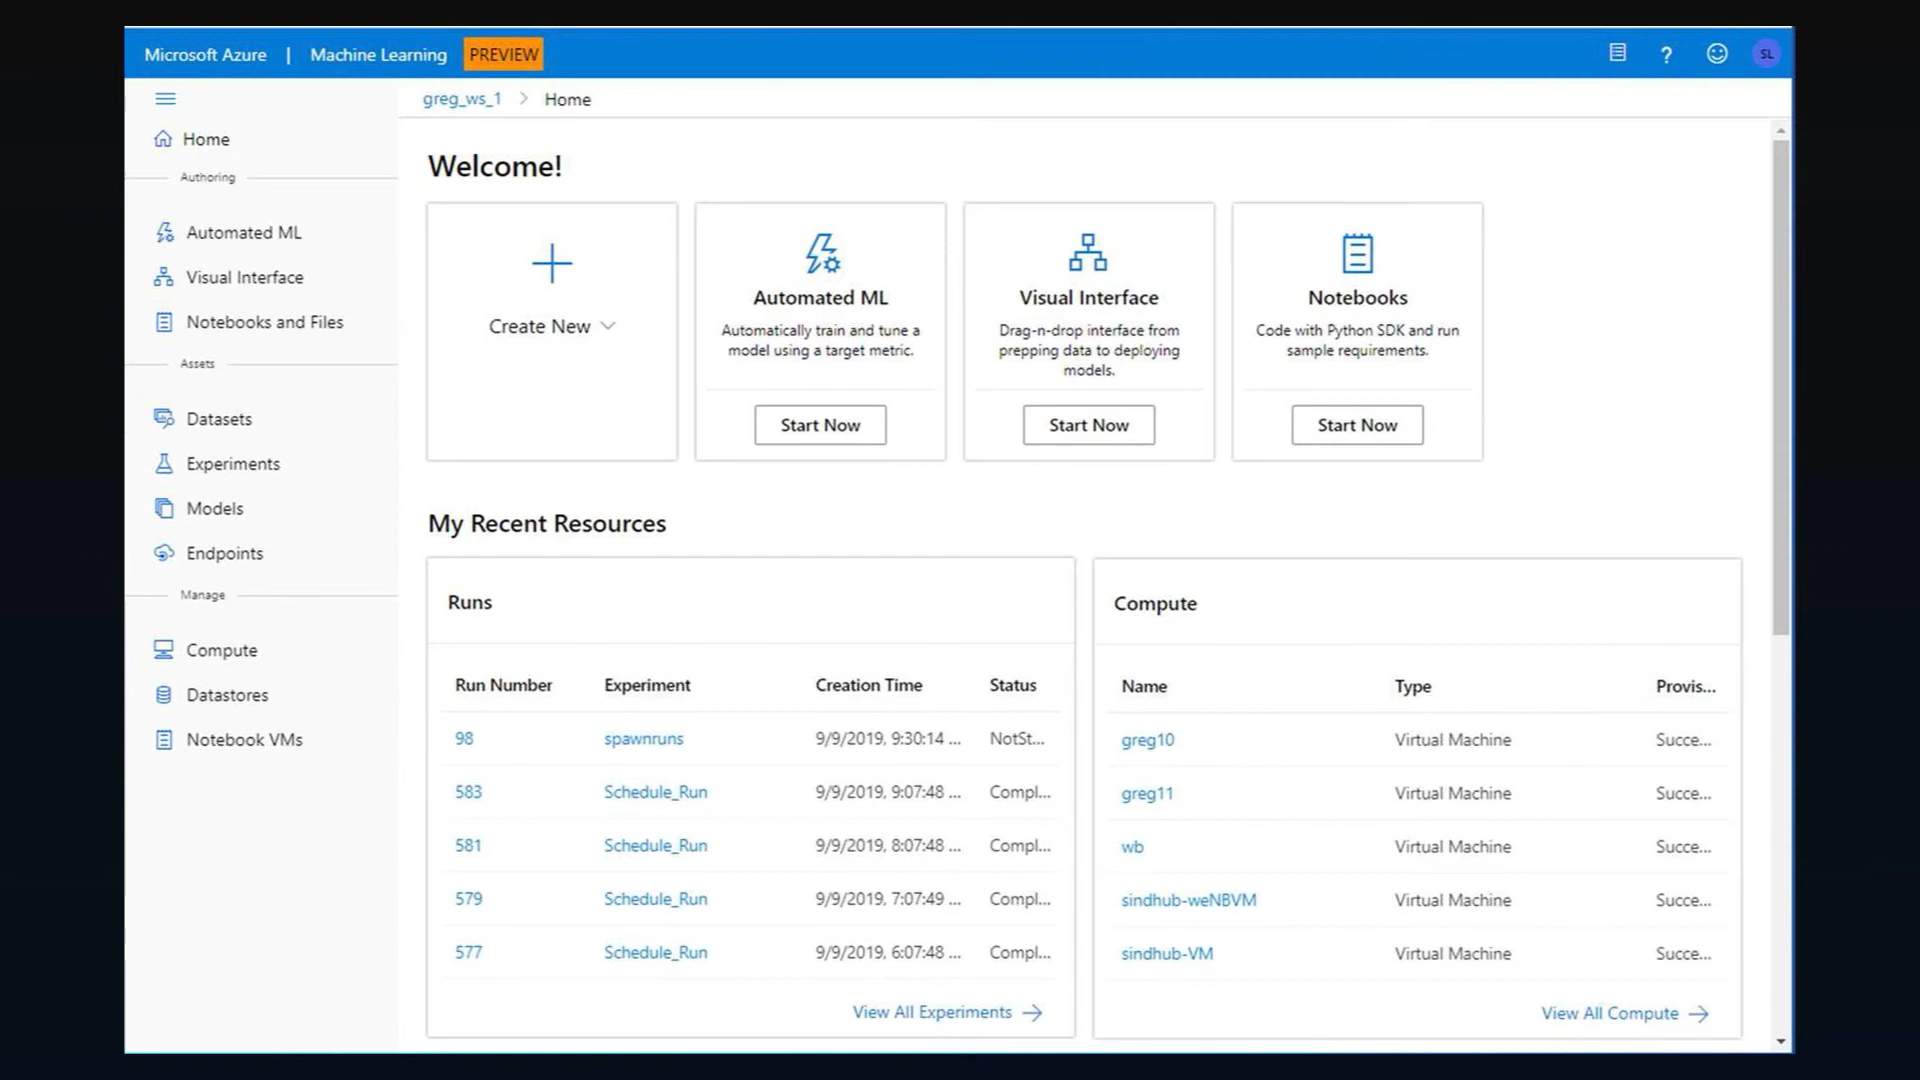 Microsoft Azure | Machine Learning PREVIEW ? SL
greg_ws_1 > Home
Home
Authoring
Automated ML
Visual Interface
Notebooks and Files
Assets
Datasets
Experiments
Models
Endpoints
Manage
Compute
Datastores
Notebook VMs
Welcome!
Create New
Automated ML
Automatically train and tune a
model using a target metric.
Start Now
Visual Interface
Drag-n-drop interface from
prepping data to deploying
models.
Start Now
Notebooks
Code with Python SDK and run
sample requirements.
Start Now
My Recent Resources
Runs
Run Number Experiment Creation Time Status
98 spawnruns 9/9/2019, 9:30:14 ... NotSt...
583 Schedule_Run 9/9/2019, 9:07:48 ... Compl...
581 Schedule_Run 9/9/2019, 8:07:48 ... Compl...
579 Schedule_Run 9/9/2019, 7:07:49 ... Compl...
577 Schedule_Run 9/9/2019, 6:07:48 ... Compl...
View All Experiments
Compute
Name Type Provis...
greg10 Virtual Machine Succe...
greg11 Virtual Machine Succe...
wb Virtual Machine Succe...
sindhub-weNBVM Virtual Machine Succe...
sindhub-VM Virtual Machine Succe...
View All Compute